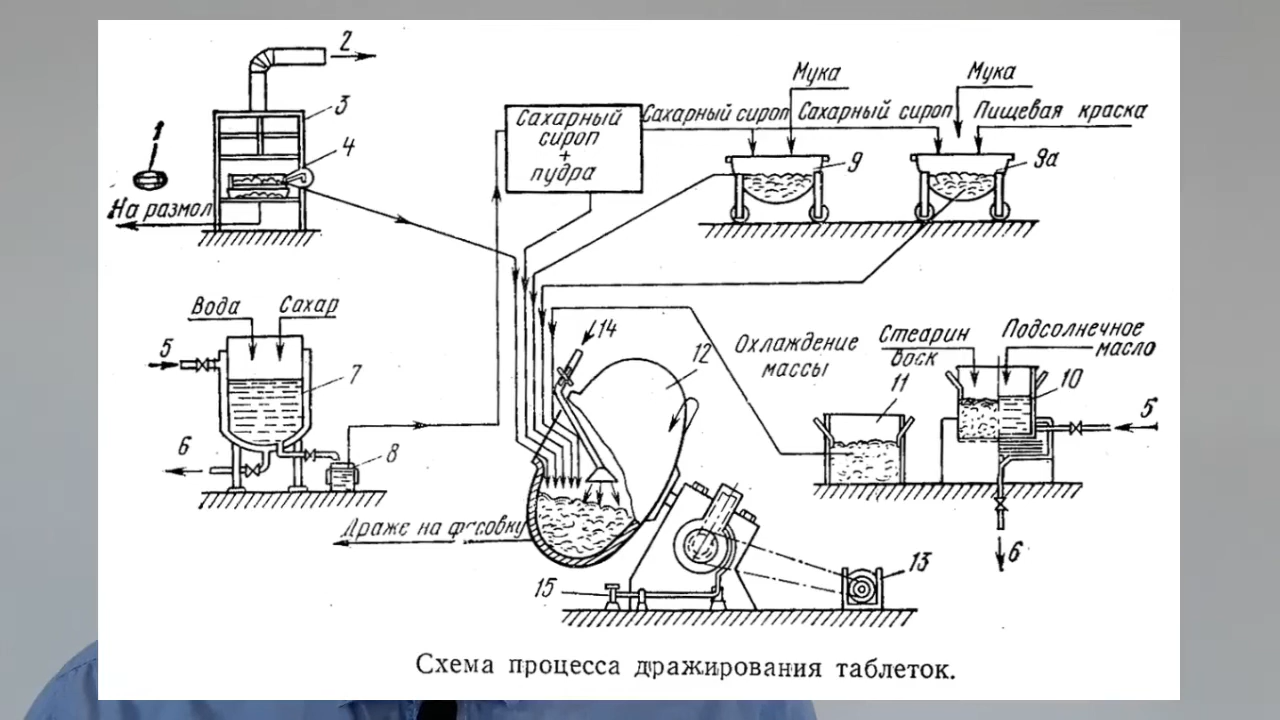 2
Мука
Мука
3
Сахарный сироп
Сахарный сироп
Пищевая краска
Сахарный
сироп
+
пудра
1
4
9
9а
На размол
Вода
Сахар
14
12
Охлаждение
массы
Стеарин
воск
Подсолнечное
масло
5
7
11
10
5
6
8
Драже на фасовку
13
6
15
Схема процесса дражирования таблеток.